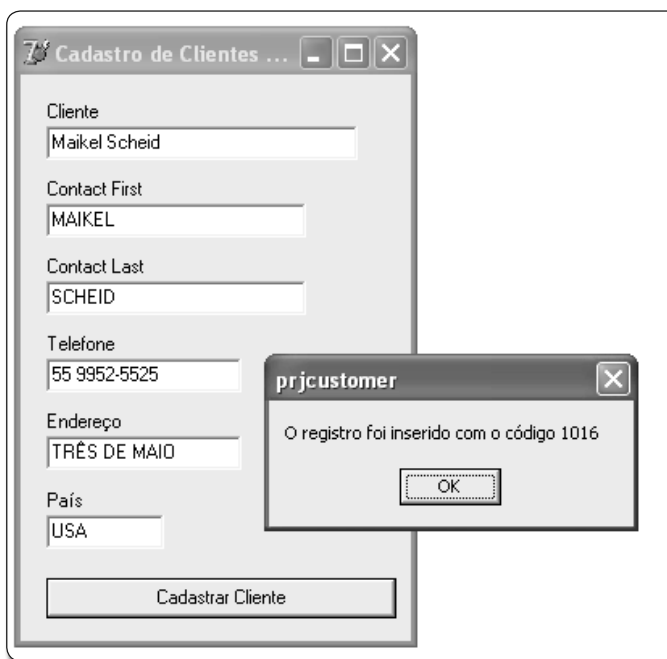 Cadastro de Clientes ...
Cliente
Maikel Scheid
Contact First
MAIKEL
Contact Last
SCHEID
Telefone
55 9952-5525
Endereço
TRÊS DE MAIO
País
USA
Cadastrar Cliente
prjcustomer
O registro foi inserido com o código 1016
OK